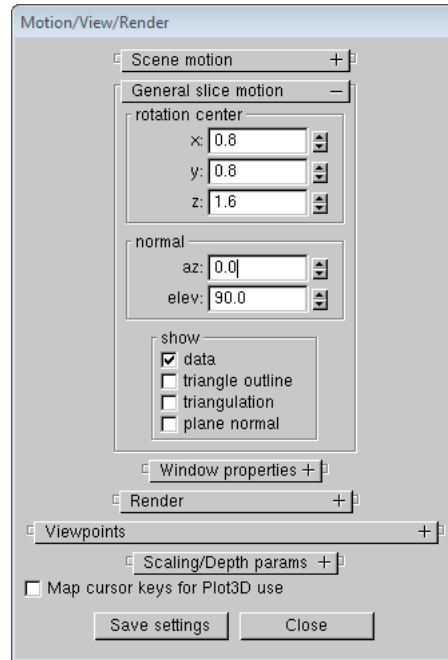 Motion/View/Render
Scene motion +
General slice motion −
rotation center
x: 0.8
y: 0.8
z: 1.6
normal
az: 0.0
elev: 90.0
show
data
triangle outline
triangulation
plane normal
Window properties +
Render +
Viewpoints +
Scaling/Depth params +
Map cursor keys for Plot3D use
Save settings Close